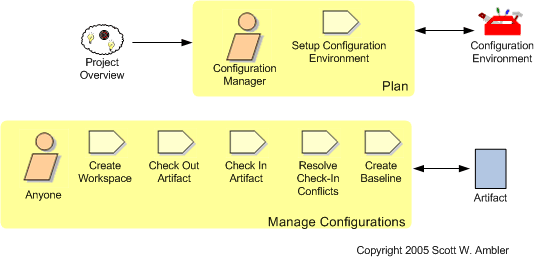 Project
Overview
Configuration
Manager
Setup Configuration
Environment
Plan
Configuration
Environment
Anyone
Create
Workspace
Check Out
Artifact
Check In
Artifact
Resolve
Check-In
Conflicts
Create
Baseline
Manage Configurations
Artifact
Copyright 2005 Scott W. Ambler